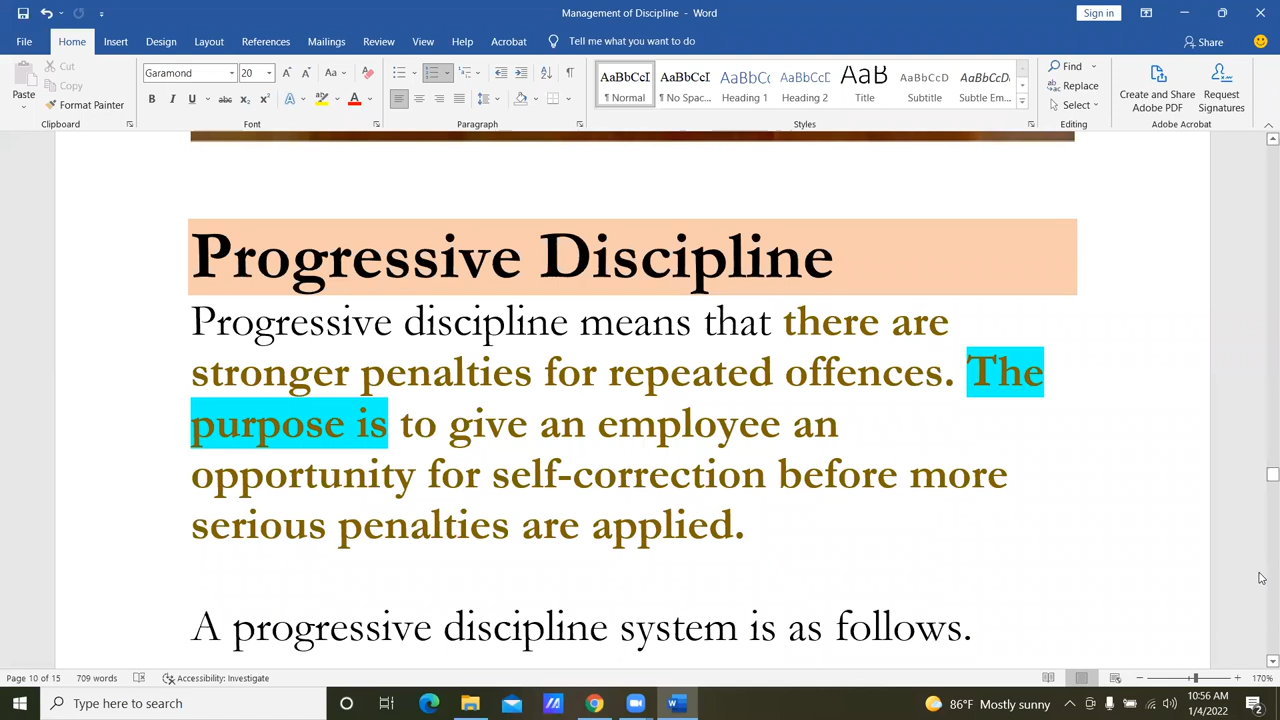 Management of Discipline - Word
Sign in
File Home Insert Design Layout References Mailings Review View Help Acrobat Tell me what you want to do Share
Paste
Cut
Copy
Format Painter
Clipboard
Garamond 20
Font
Paragraph
AaBbCcI ¶ Normal
AaBbCcI ¶ No Spac...
AaBbCc Heading 1
AaBbCcI Heading 2
AaB Title
AaBbCcD Subtitle
AaBbCcD Subtle Em...
Styles
Find
Replace
Select
Editing
Create and Share Adobe PDF
Request Signatures
Adobe Acrobat
Progressive Discipline
Progressive discipline means that there are
stronger penalties for repeated offences. The
purpose is to give an employee an
opportunity for self-correction before more
serious penalties are applied.
A progressive discipline system is as follows.
Page 10 of 15 709 words Accessibility: Investigate 170%
Type here to search
86°F Mostly sunny
10:56 AM
1/4/2022
2